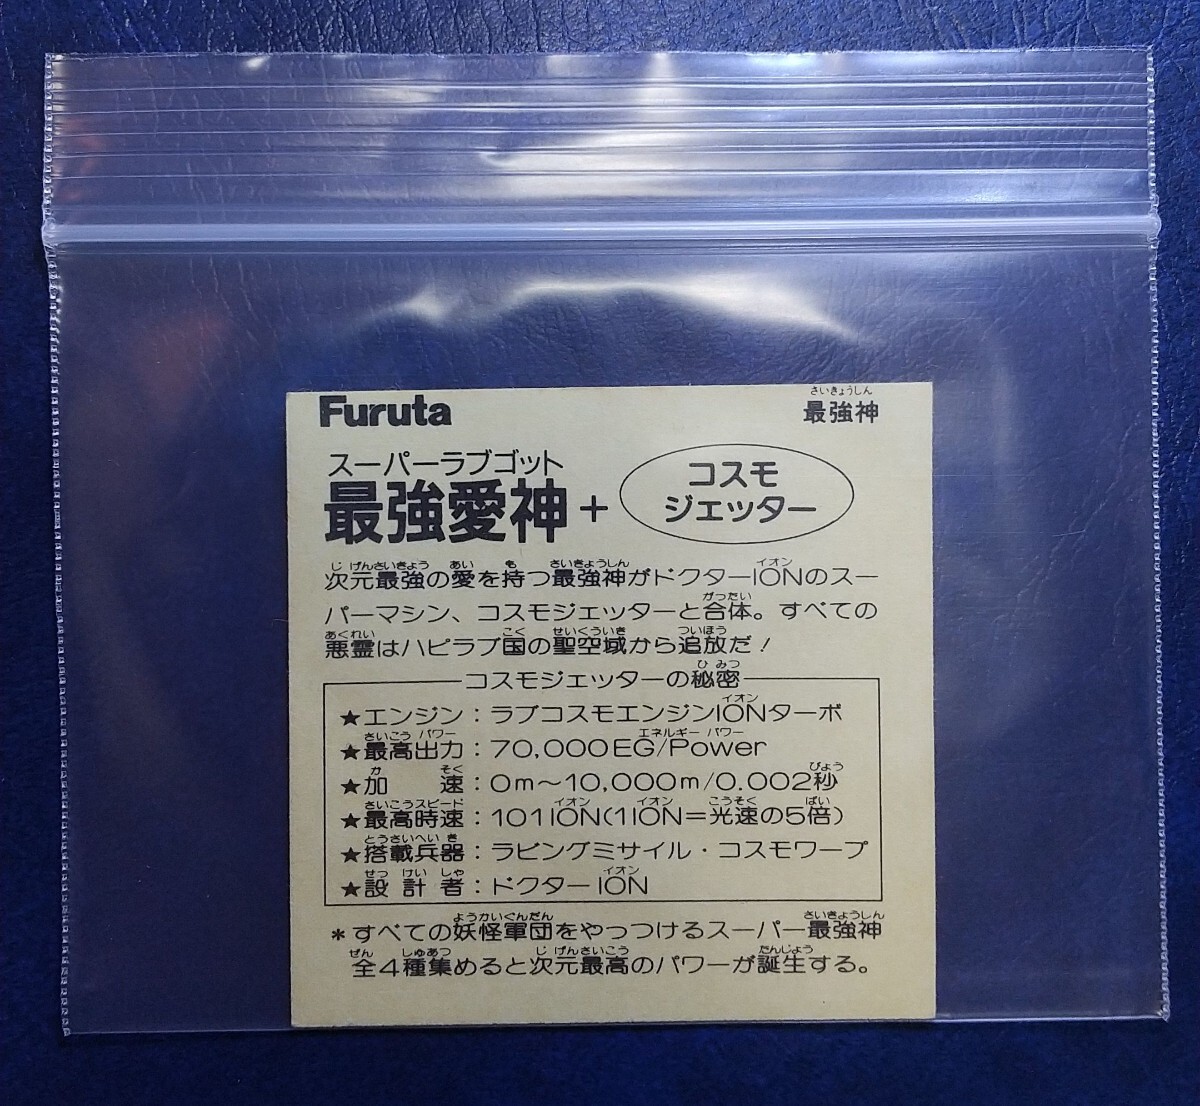 Furuta
さいきょうしん
最強神
スーパーラブゴット
最強愛神+
コスモ
ジェッター
じげんさいきょう あい も さいきょうしん イオン
次元最強の愛を持つ最強神がドクターIONのスー
がったい
パーマシン、コスモジェッターと合体。すべての
あくれい こく せいくういき ついほう
悪霊はハピラブ国の聖空域から追放だ!
ひみつ
コスモジェッターの秘密
イオン
★エンジン:ラブコスモエンジンIONターボ
さいこう パワー エネルギー パワー
★最高出力:70,000EG/Power
か そく びょう
★加 速:0m~10,000m/0.002秒
さいこうスピード イオン イオン こうそく ばい
★最高時速:101ION(1ION=光速の5倍)
とうさいへいき
★搭載兵器:ラビングミサイル・コスモワープ
せっ けい しゃ イオン
★設計者:ドクターION
ようかいぐんだん さいきょうしん
*すべての妖怪軍団をやっつけるスーパー最強神
ぜん しゅあつ じげんさいこう たんじょう
全4種集めると次元最高のパワーが誕生する。